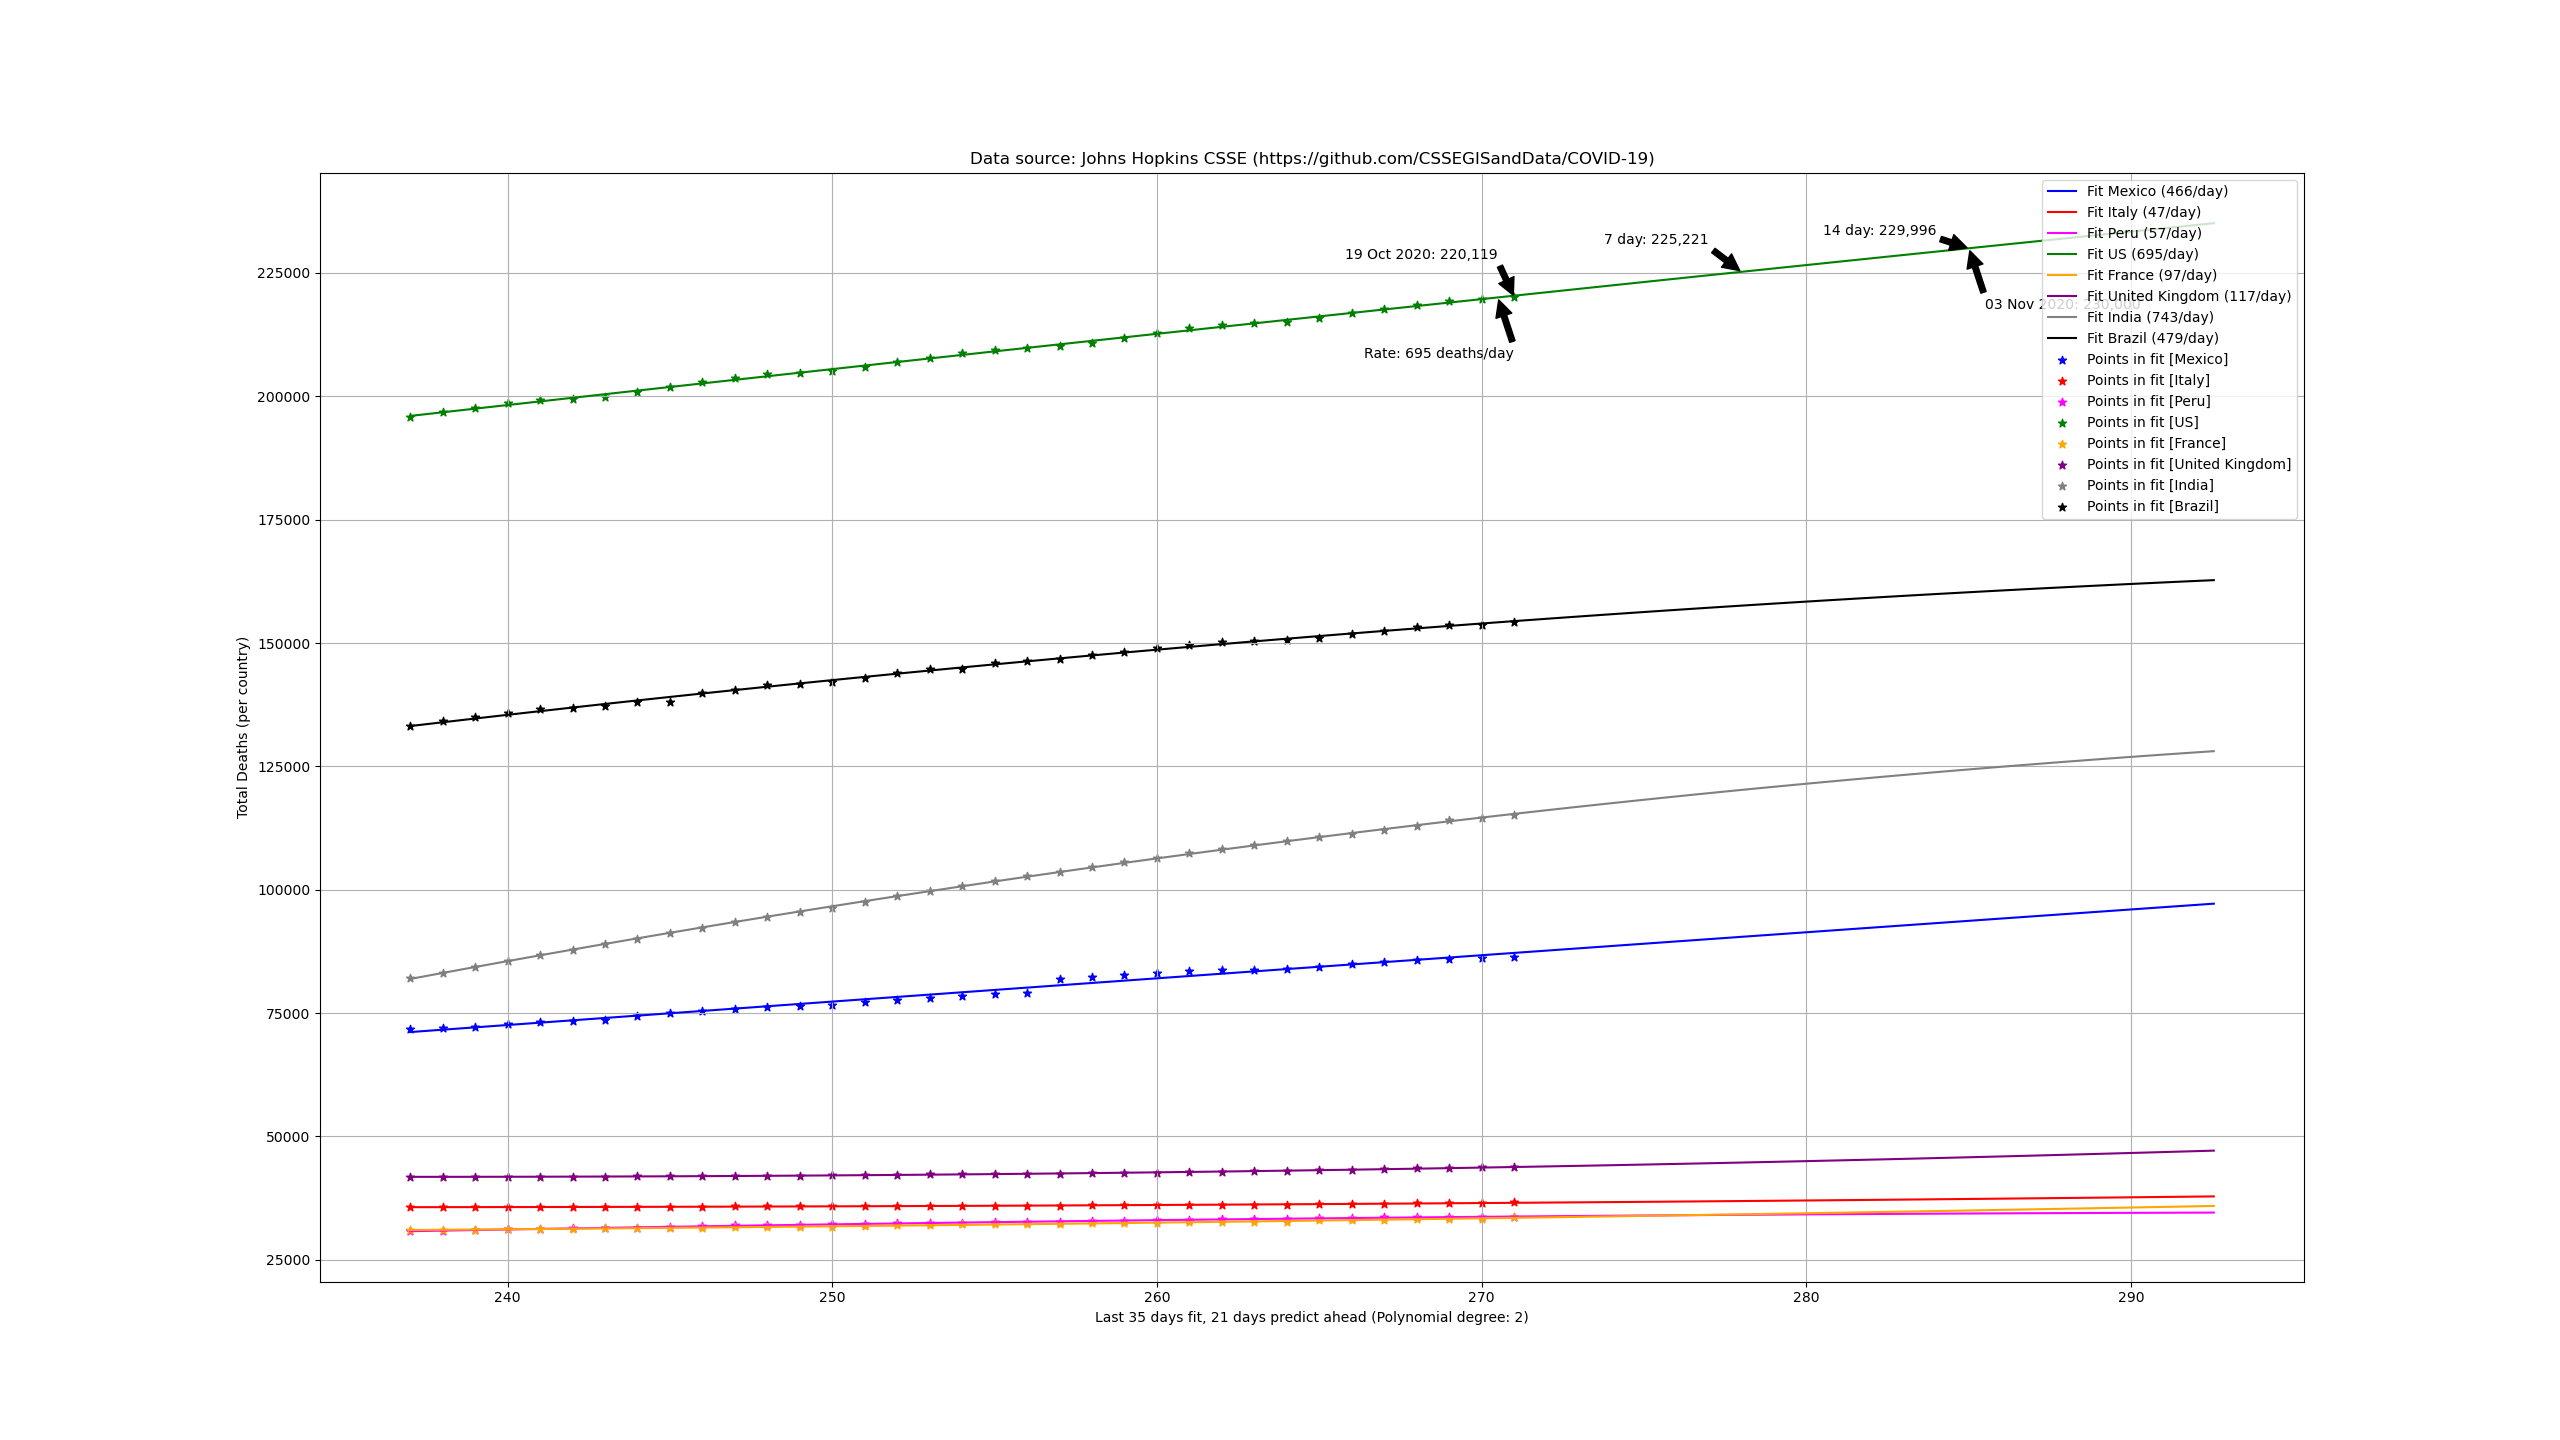 Data source: Johns Hopkins CSSE (https://github.com/CSSEGISandData/COVID-19)
Fit Mexico (466/day)
Fit Italy (47/day)
Fit Peru (57/day)
Fit US (695/day)
Fit France (97/day)
Fit United Kingdom (117/day)
Fit India (743/day)
Fit Brazil (479/day)
Points in fit [Mexico]
Points in fit [Italy]
Points in fit [Peru]
Points in fit [US]
Points in fit [France]
Points in fit [United Kingdom]
Points in fit [India]
Points in fit [Brazil]
14 day: 229,996
7 day: 225,221
19 Oct 2020: 220,119
03 Nov 2020: 230,000
Rate: 695 deaths/day
Total Deaths (per country)
225000
200000
175000
150000
125000
100000
75000
50000
25000
240 250 260 270 280 290
Last 35 days fit, 21 days predict ahead (Polynomial degree: 2)